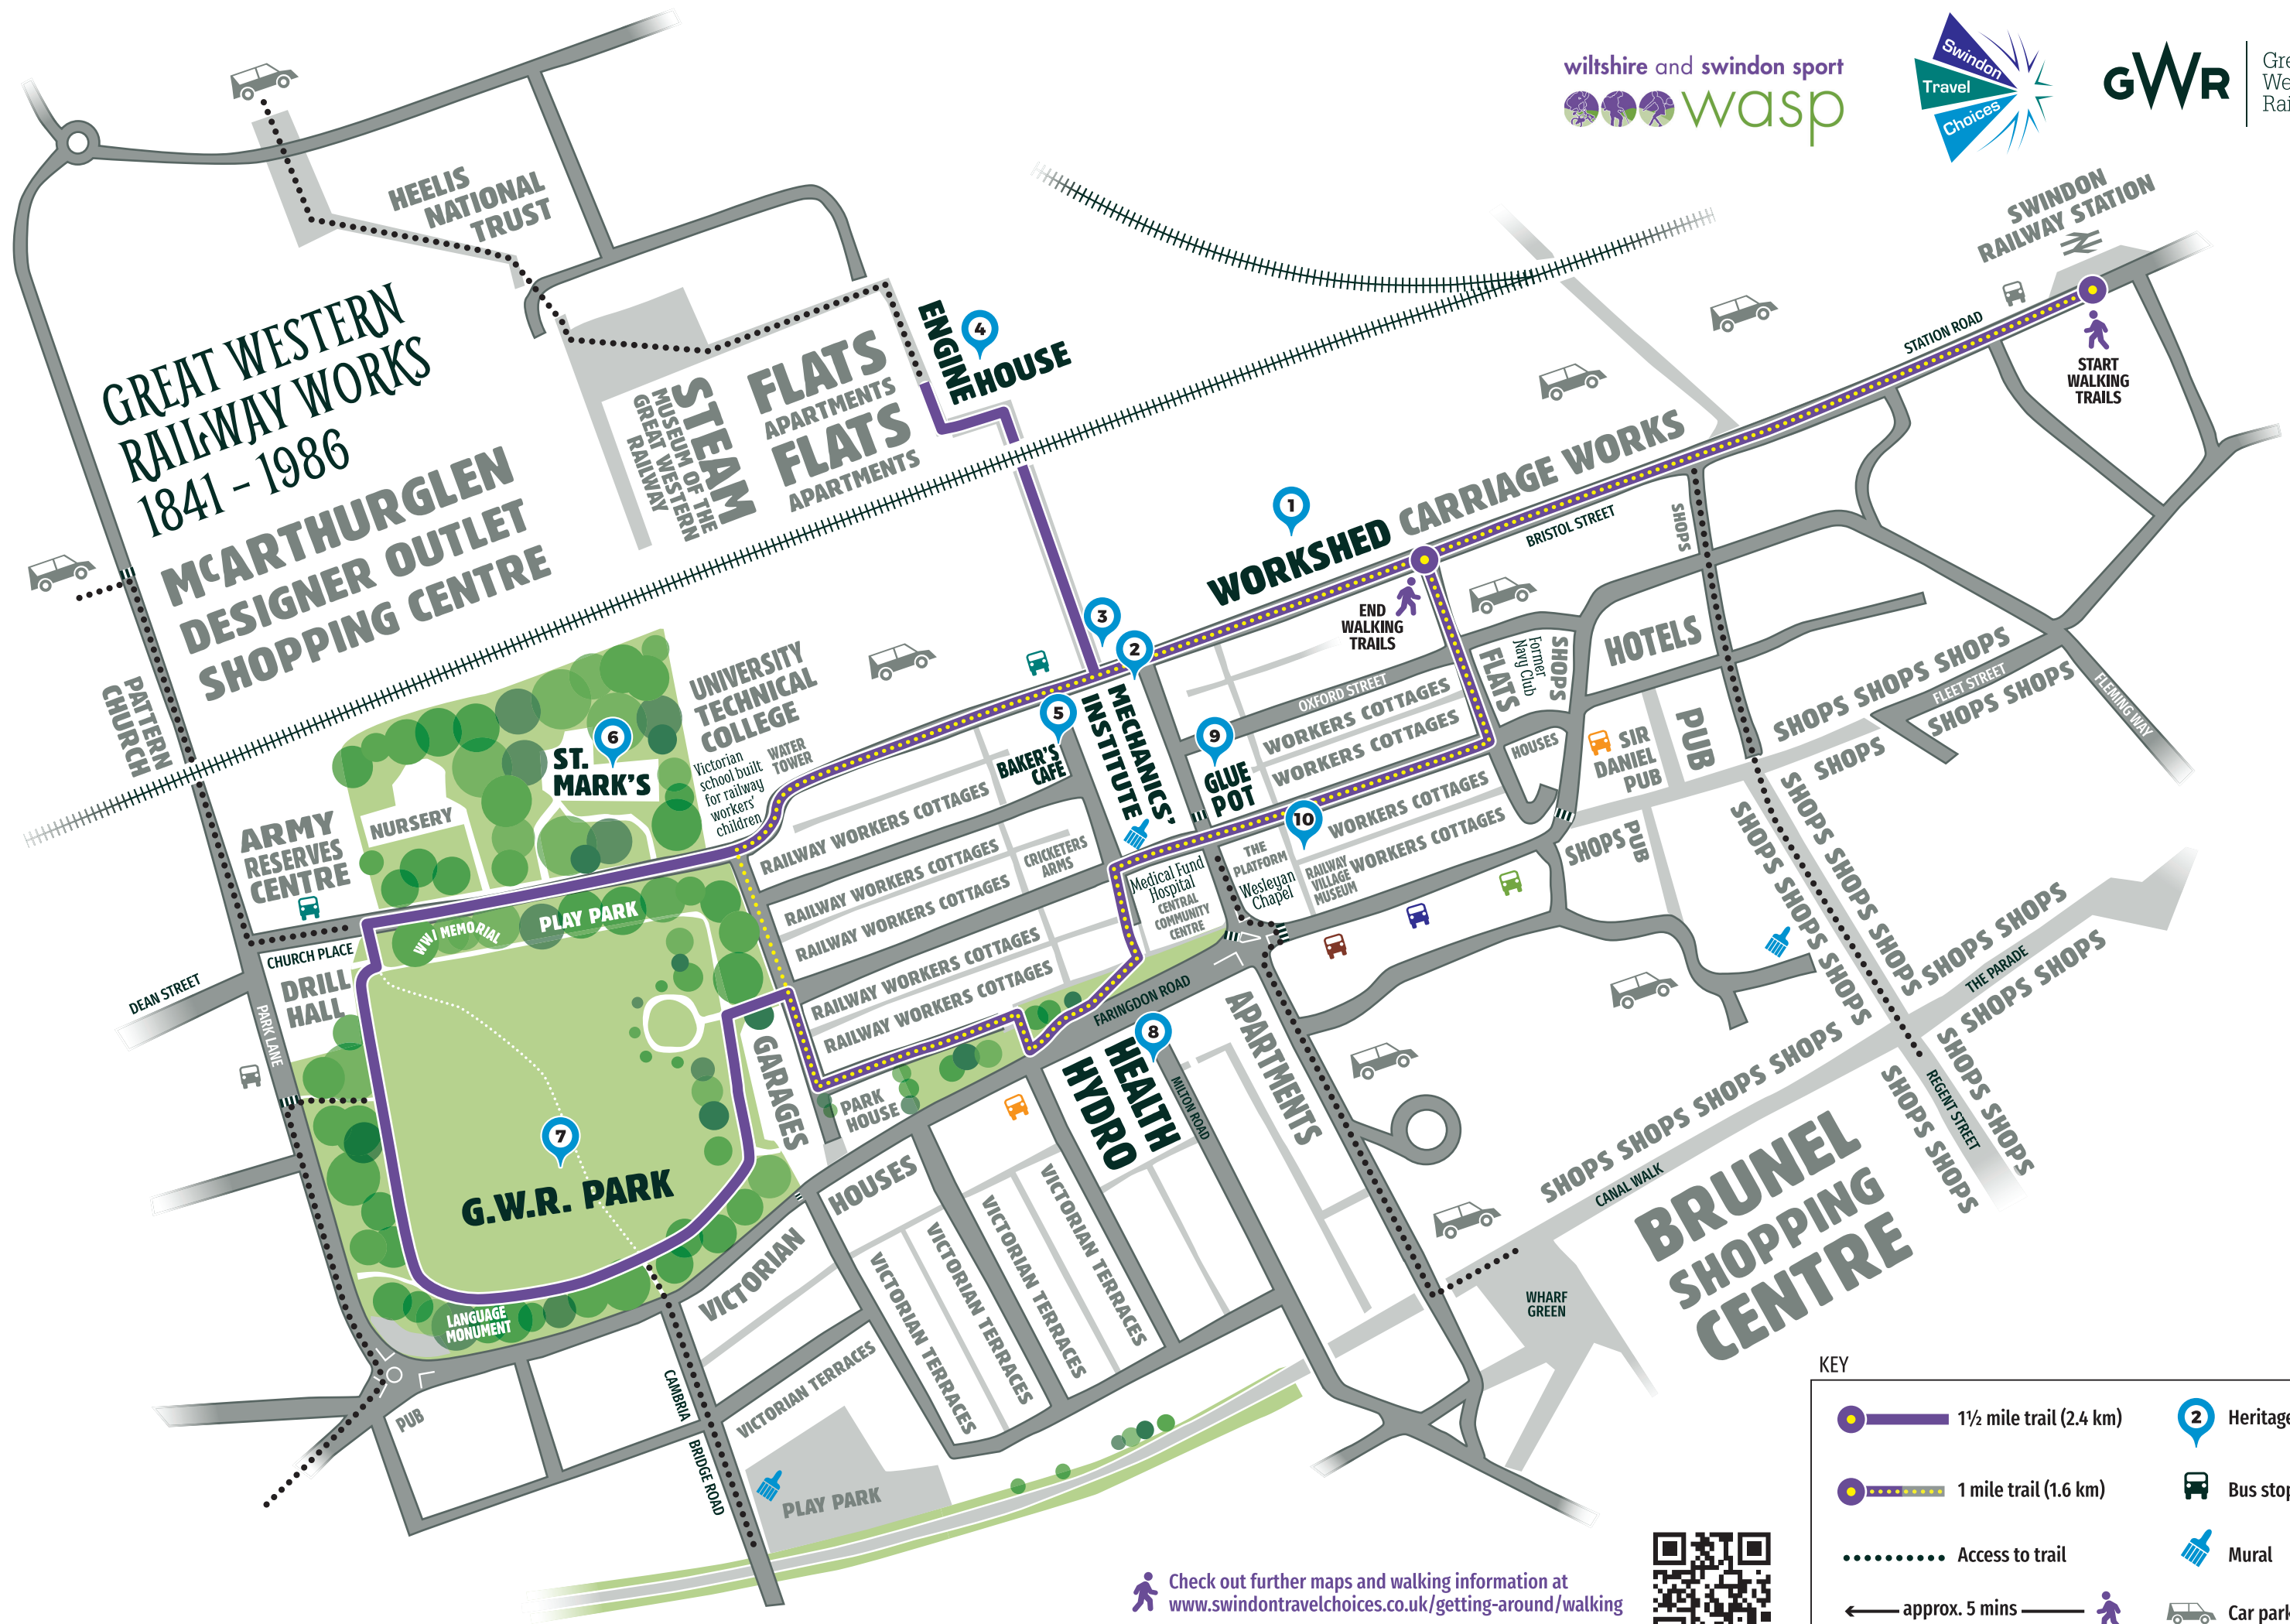 wiltshire and swindon sport
wasp
Swindon
Travel
Choices
GWR
HEELIS
NATIONAL
TRUST
SWINDON
RAILWAY STATION
GREAT WESTERN
RAILWAY WORKS
1841 – 1986
ENGINE
HOUSE
4
STATION ROAD
START
WALKING
TRAILS
STEAM
MUSEUM OF THE
GREAT WESTERN
RAILWAY
FLATS
APARTMENTS
FLATS
APARTMENTS
McARTHURGLEN
DESIGNER OUTLET
SHOPPING CENTRE
1
WORKSHED CARRIAGE WORKS
BRISTOL STREET
SHOPS
END
WALKING
TRAILS
3
2
PATTERN
CHURCH
6
ST.
MARK'S
UNIVERSITY
TECHNICAL
COLLEGE
Victorian
school built
for railway
workers'
children
WATER
TOWER
5
BAKER'S
CAFE
MECHANICS'
INSTITUTE
9
GLUE
POT
OXFORD STREET
WORKERS COTTAGES
WORKERS COTTAGES
FLATS
Former
Navy Club
SHOPS
HOTELS
HOUSES
SIR
DANIEL
PUB
PUB
SHOPS SHOPS SHOPS
FLEET STREET
SHOPS SHOPS
SHOPS
FLEMING WAY
NURSERY
ARMY
RESERVES
CENTRE
RAILWAY WORKERS COTTAGES
RAILWAY WORKERS COTTAGES
RAILWAY WORKERS COTTAGES
CRICKETERS
ARMS
RAILWAY WORKERS COTTAGES
RAILWAY WORKERS COTTAGES
10
WORKERS COTTAGES
WORKERS COTTAGES
THE
PLATFORM
Wesleyan
Chapel
RAILWAY
VILLAGE
MUSEUM
Medical Fund
Hospital
CENTRAL
COMMUNITY
CENTRE
SHOPS
PUB
SHOPS SHOPS SHOPS
SHOPS SHOPS SHOPS
PLAY PARK
WWI MEMORIAL
CHURCH PLACE
DRILL
HALL
DEAN STREET
PARK LANE
SHOPS SHOPS
THE PARADE
SHOPS SHOPS
FARINGDON ROAD
8
HEALTH
HYDRO
MILTON ROAD
APARTMENTS
GARAGES
PARK
HOUSE
7
G.W.R. PARK
LANGUAGE
MONUMENT
VICTORIAN
HOUSES
VICTORIAN TERRACES
VICTORIAN TERRACES
VICTORIAN TERRACES
VICTORIAN TERRACES
VICTORIAN TERRACES
SHOPS SHOPS SHOPS SHOPS
CANAL WALK
SHOPS SHOPS
REGENT STREET
SHOPS SHOPS
BRUNEL
SHOPPING
CENTRE
WHARF
GREEN
PUB
CAMBRIA
BRIDGE ROAD
PLAY PARK
KEY
1½ mile trail (2.4 km)
2
1 mile trail (1.6 km)
Access to trail
Mural
approx. 5 mins
Check out further maps and walking information at
www.swindontravelchoices.co.uk/getting-around/walking